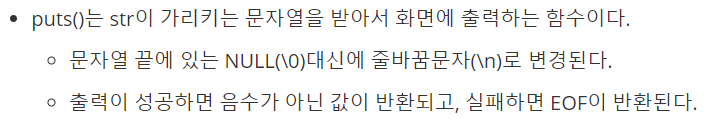 puts()는 str이 가리키는 문자열을 받아서 화면에 출력하는 함수이다.
문자열 끝에 있는 NULL(\0)대신에 줄바꿈문자(\n)로 변경된다.
출력이 성공하면 음수가 아닌 값이 반환되고, 실패하면 EOF이 반환된다.